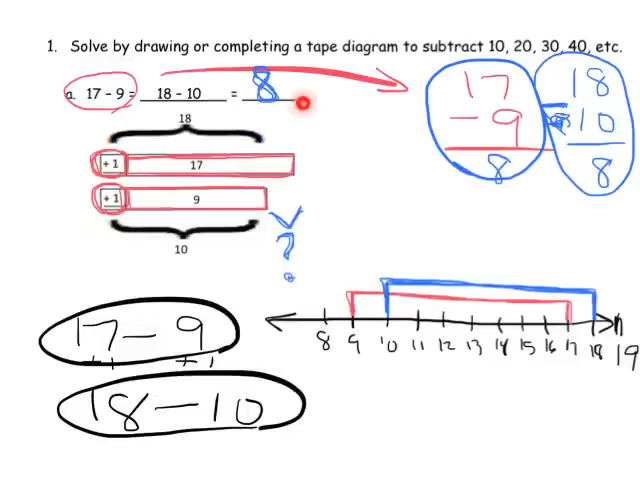 1. Solve by drawing or completing a tape diagram to subtract 10, 20, 30, 40, etc.
a. 17 - 9 = 18 - 10 = 8
18
+ 1 17
+ 1 9
10
?
17
- 9
8
18
10
8
17 - 9
+1 +1
18 - 10
8 9 10 11 12 13 14 15 16 17 18 19